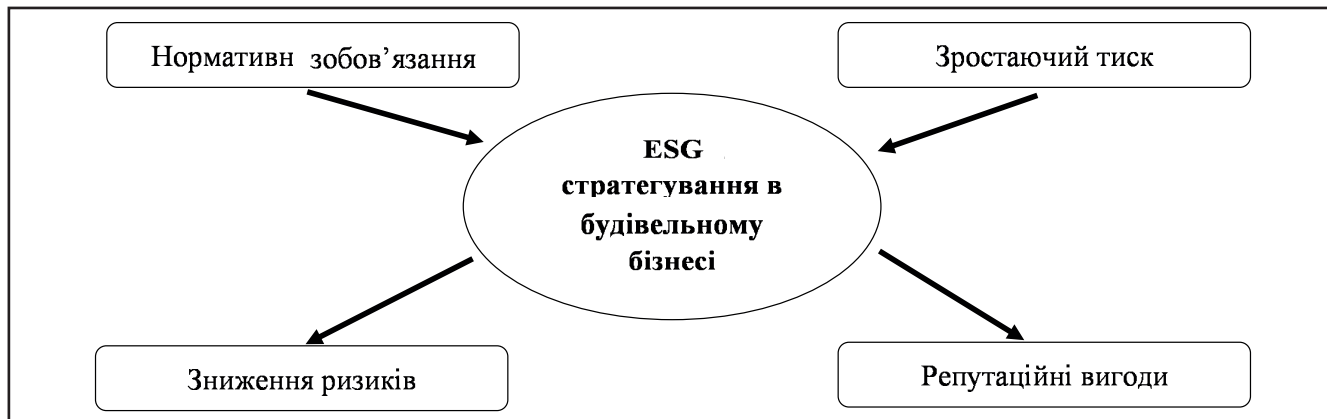 Нормативн зобов’язання
Зростаючий тиск
ESG
стратегування в
будівельному
бізнесі
Зниження ризиків
Репутаційні вигоди